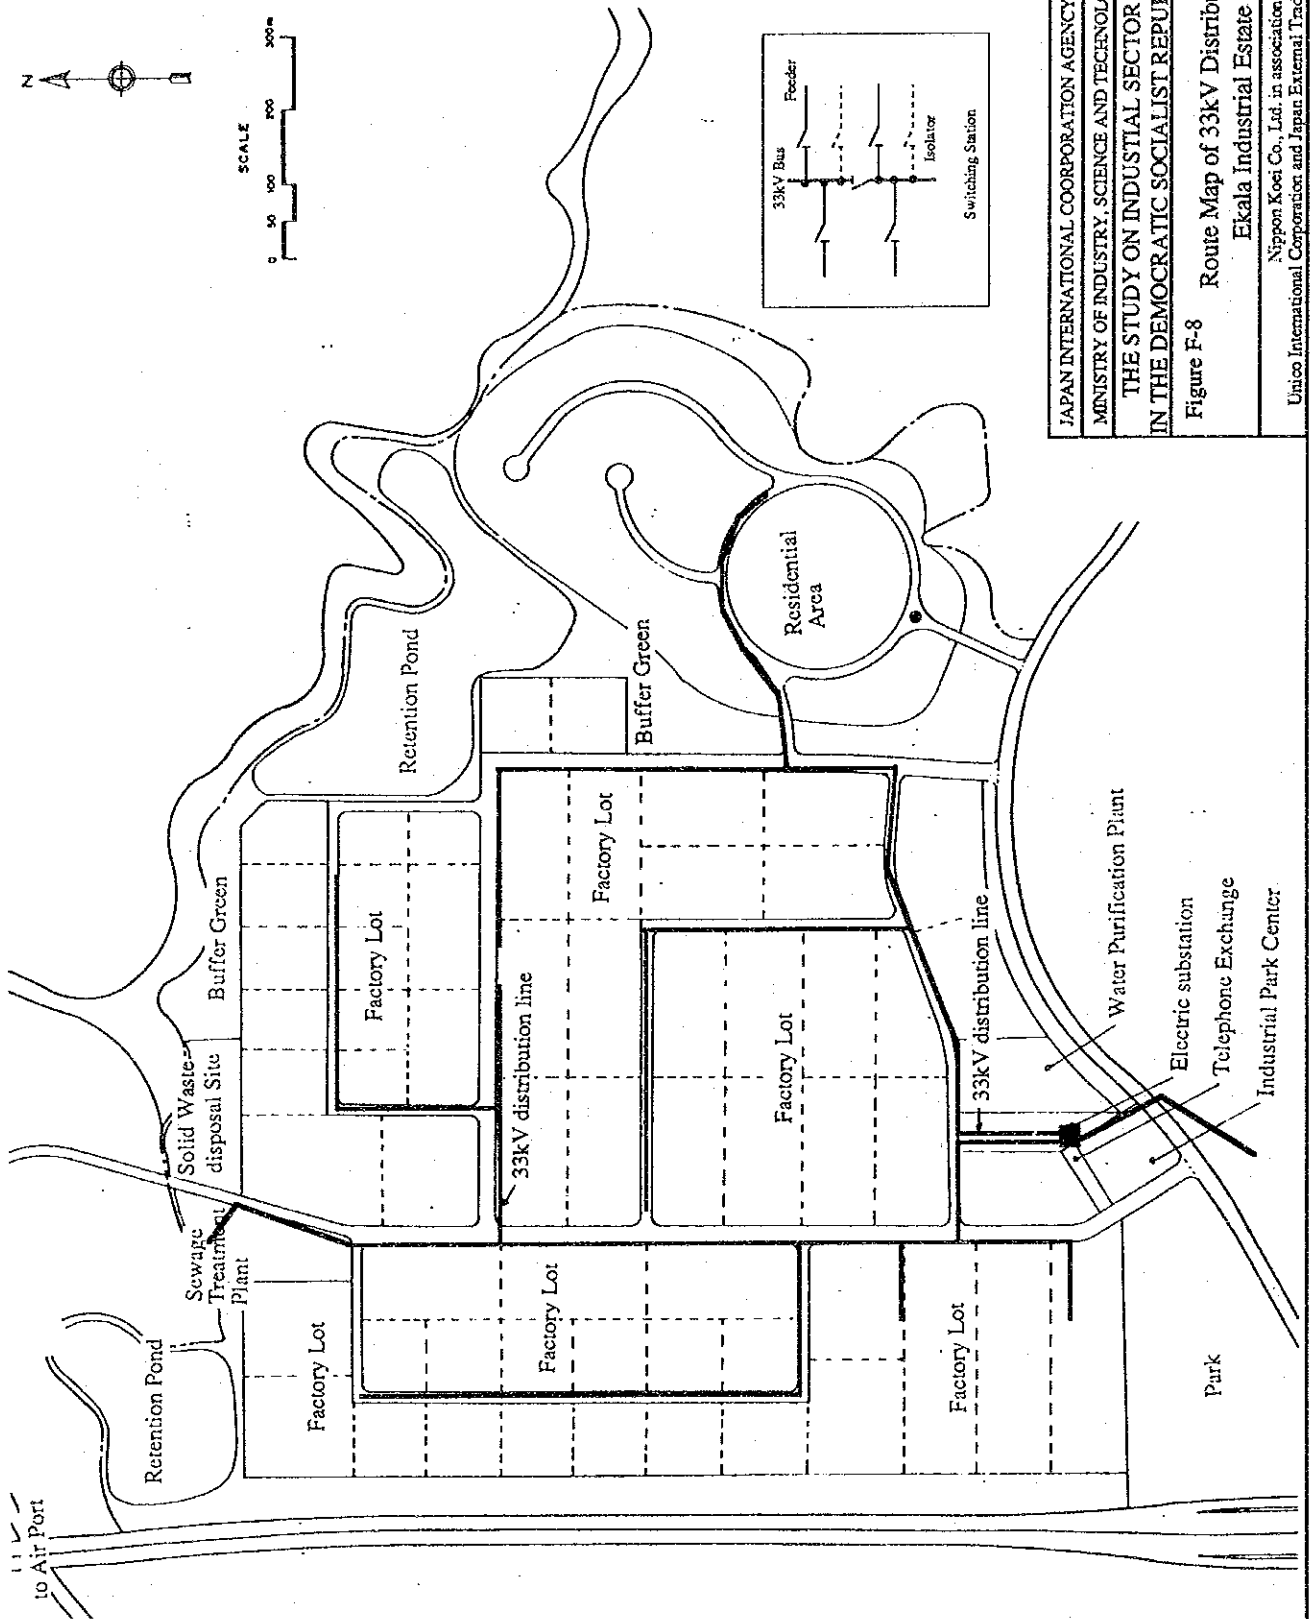 to Air Port
N
SCALE
0 50 100 200 300m
33kV Bus
Feeder
Isolator
Switching Station
Retention Pond
Sewage
Treatment
Plant
Solid Waste
disposal Site
Buffer Green
Retention Pond
Factory Lot
Factory Lot
Factory Lot
Buffer Green
33kV distribution line
Factory Lot
Factory Lot
Residential
Area
Factory Lot
33kV distribution line
Park
Water Purification Plant
Electric substation
Telephone Exchange
Industrial Park Center
JAPAN INTERNATIONAL COORPORATION AGENCY
MINISTRY OF INDUSTRY, SCIENCE AND TECHNOL
THE STUDY ON INDUSTIAL SECTOR
IN THE DEMOCRATIC SOCIALIST REPU
Figure F-8
Route Map of 33kV Distribu
Ekala Industrial Estate
Nippon Koei Co., Ltd. in association
Unico International Corporation and Japan External Trad